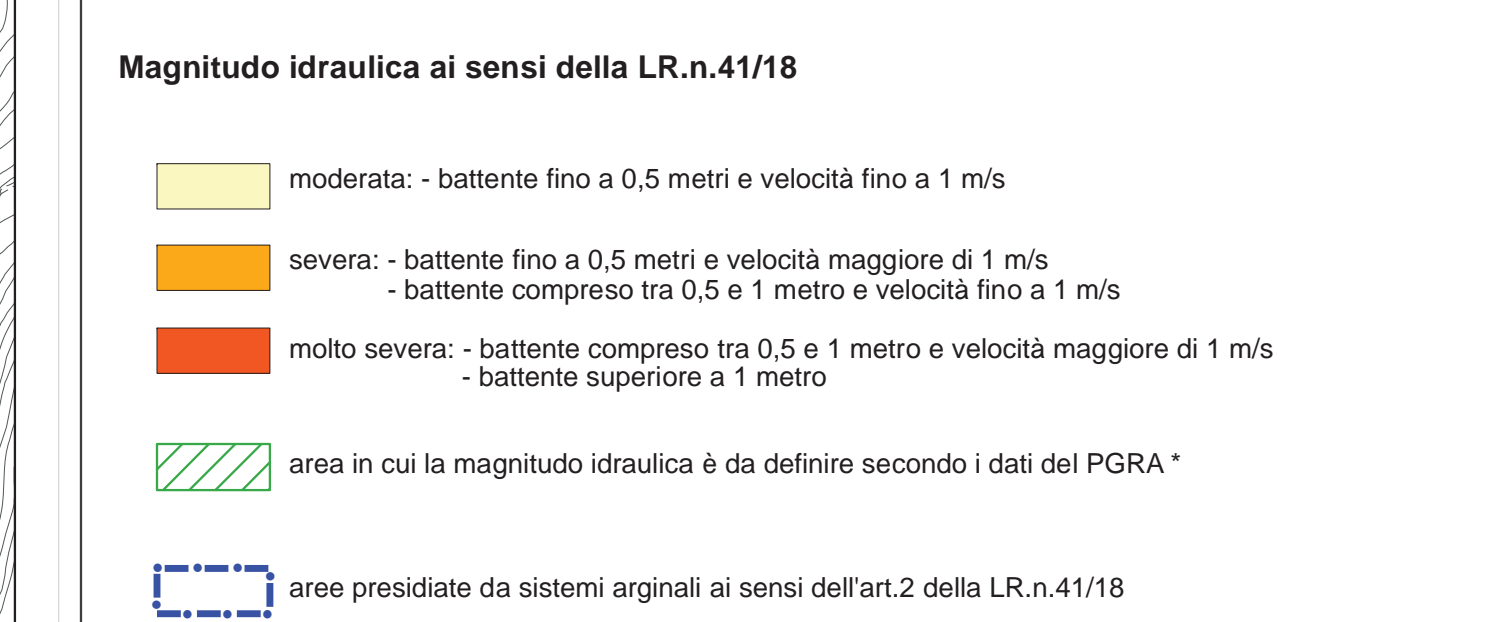 Magnitudo idraulica ai sensi della LR.n.41/18
moderata: - battente fino a 0,5 metri e velocità fino a 1 m/s
severa: - battente fino a 0,5 metri e velocità maggiore di 1 m/s
- battente compreso tra 0,5 e 1 metro e velocità fino a 1 m/s
molto severa: - battente compreso tra 0,5 e 1 metro e velocità maggiore di 1 m/s
- battente superiore a 1 metro
area in cui la magnitudo idraulica è da definire secondo i dati del PGRA *
aree presidiate da sistemi arginali ai sensi dell'art.2 della LR.n.41/18